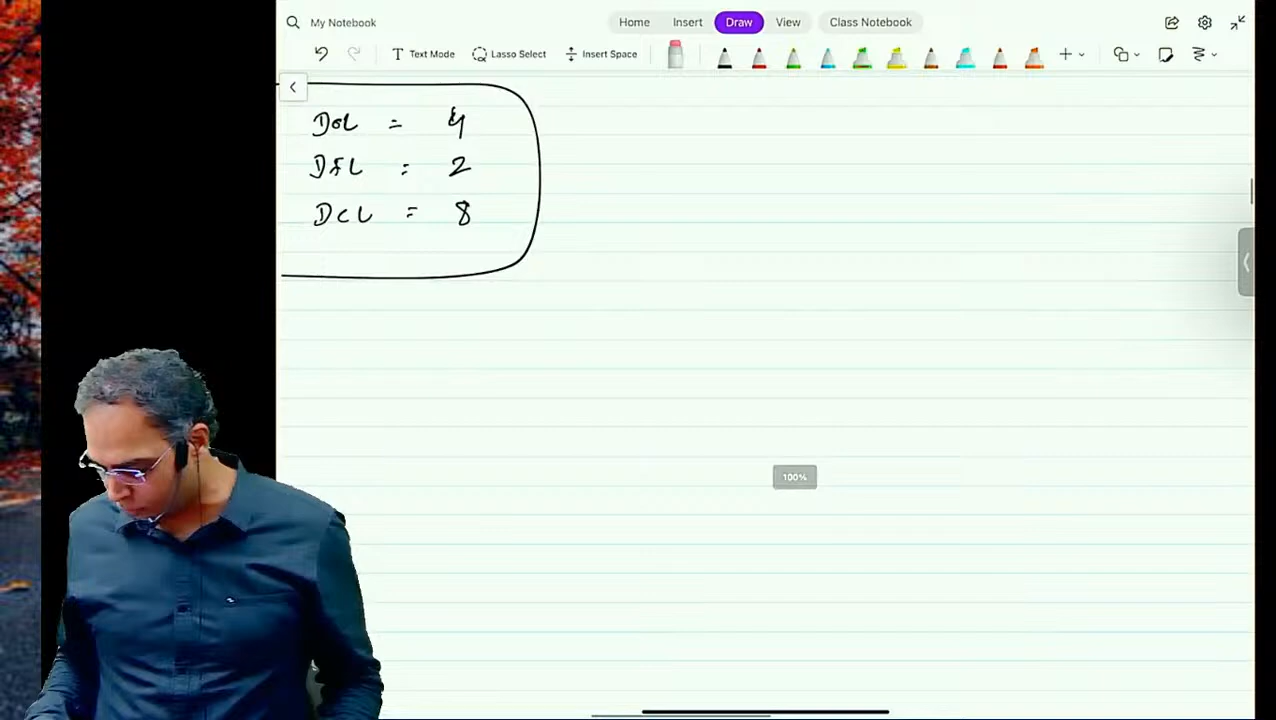 My Notebook
Home Insert Draw View Class Notebook
Text Mode Lasso Select Insert Space
DOL = 4
DFL = 2
DCL = 8
100%